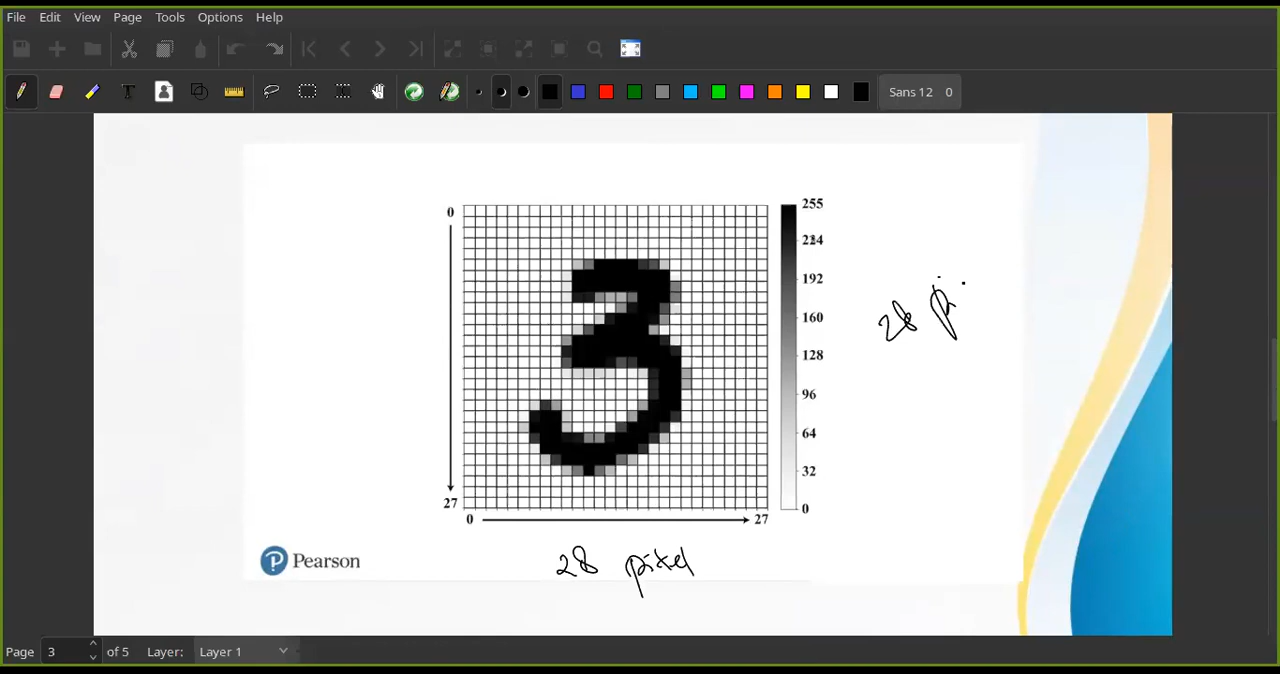 File Edit View Page Tools Options Help
Sans 12 0
0
27
0 27
255
234
192
160
128
96
64
32
0
28
28 pixel
Pearson
Page 3 of 5 Layer: Layer 1